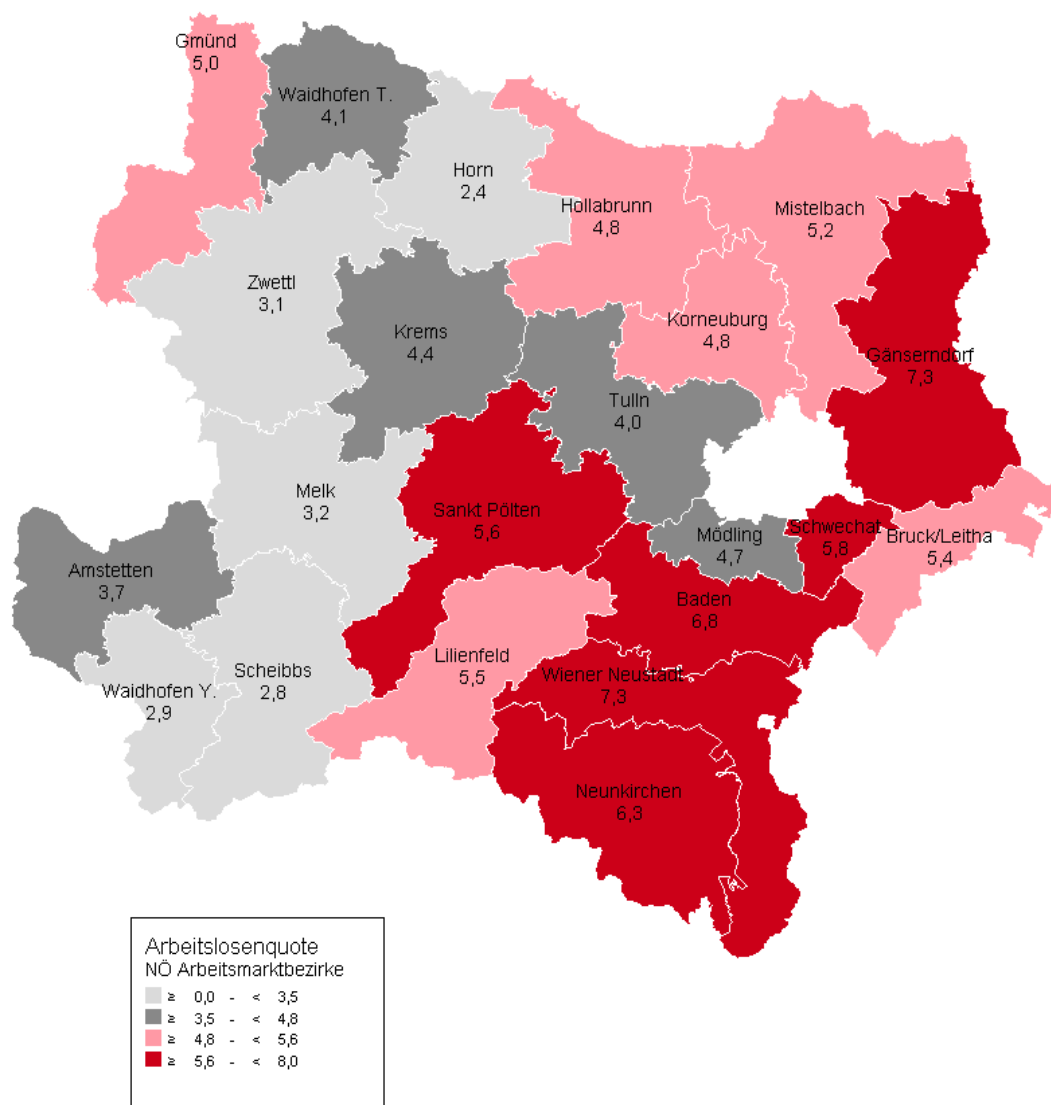 Gmünd
5,0
Waidhofen T.
4,1
Horn
2,4
Hollabrunn
4,8
Mistelbach
5,2
Zwettl
3,1
Krems
4,4
Korneuburg
4,8
Gänserndorf
7,3
Tulln
4,0
Melk
3,2
Sankt Pölten
5,6
Mödling
4,7
Schwechat
5,8
Bruck/Leitha
5,4
Amstetten
3,7
Baden
6,8
Lilienfeld
5,5
Scheibbs
2,8
Waidhofen Y.
2,9
Wiener Neustadt
7,3
Neunkirchen
6,3
Arbeitslosenquote
NÖ Arbeitsmarktbezirke
≥ 0,0 - < 3,5
≥ 3,5 - < 4,8
≥ 4,8 - < 5,6
≥ 5,6 - < 8,0